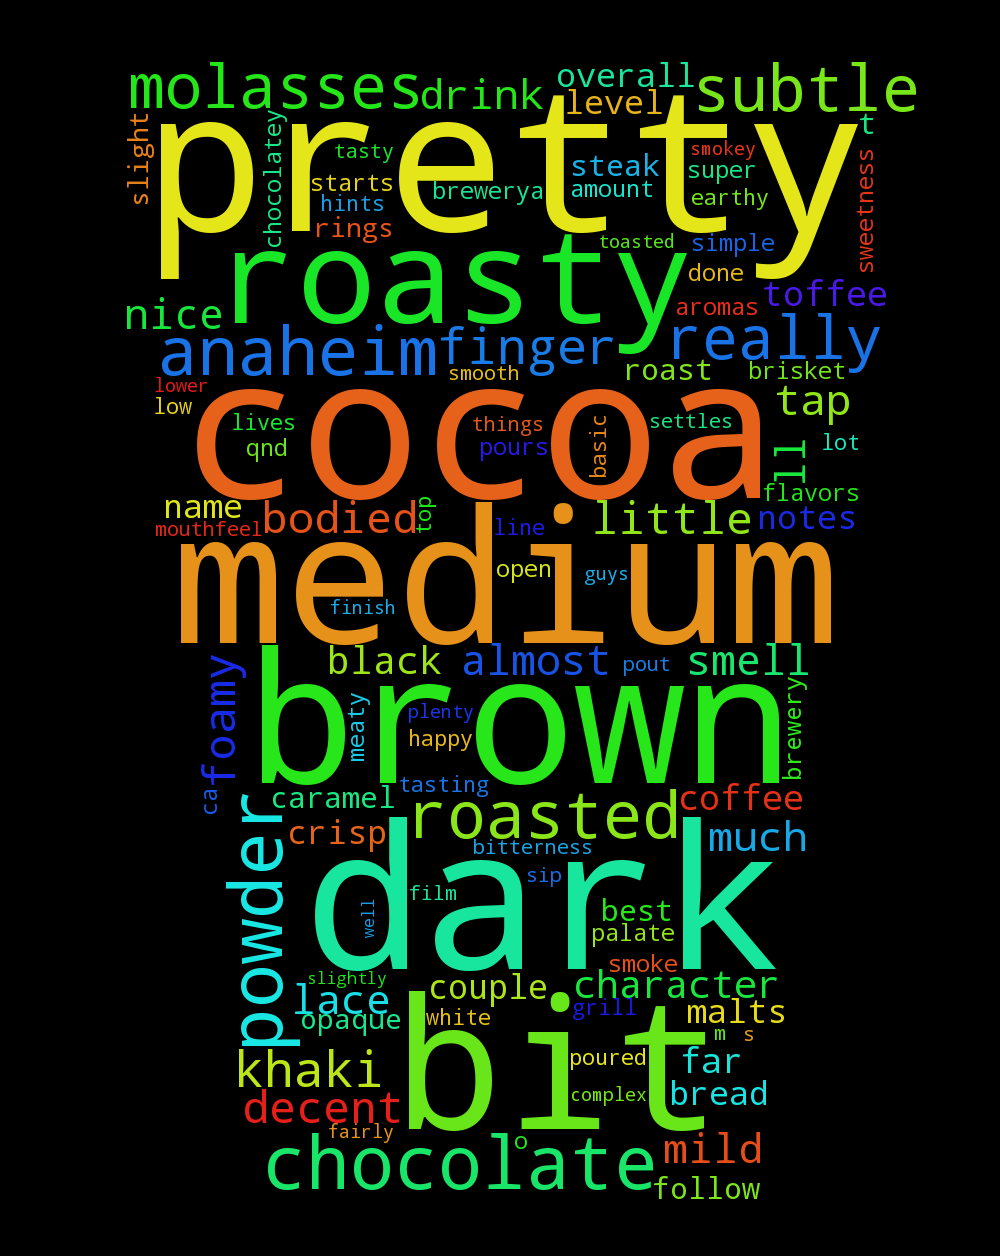 molasses drink overall level subtle
pretty
slight chocolatey tasty starts hints rings brewerya steak amount smokey super earthy t sweetness
roasty toasted simple done aromas toffee
nice anaheim finger really
smooth roast brisket
lower low
cocoa
lives qnd things pours basic settles tap ll lot
name mouthfeel bodied top line little flavors notes
medium
open guys finish
black almost pout smell
foamy brown brewery
meaty plenty happy
ca caramel tasting coffee
crisp roasted much
powder bitterness sip
dark
film well best palate smoke
slightly lace couple character
opaque white grill malts
bit
m s
khaki poured far
decent complex bread
fairly o mild
chocolate follow